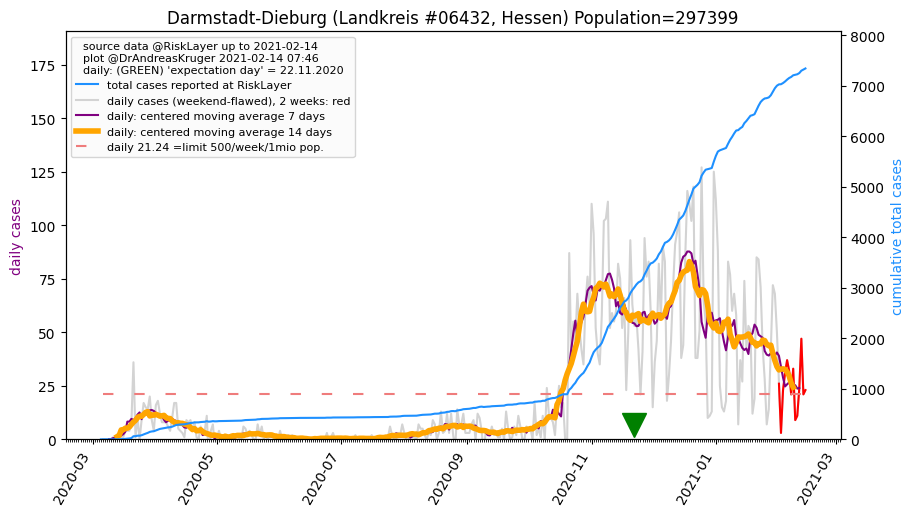 Darmstadt-Dieburg (Landkreis #06432, Hessen) Population=297399
source data @RiskLayer up to 2021-02-14
plot @DrAndreasKruger 2021-02-14 07:46
daily: (GREEN) 'expectation day' = 22.11.2020
total cases reported at RiskLayer
daily cases (weekend-flawed), 2 weeks: red
daily: centered moving average 7 days
daily: centered moving average 14 days
daily 21.24 =limit 500/week/1mio pop.
daily cases
175
150
125
100
75
50
25
0
cumulative total cases
8000
7000
6000
5000
4000
3000
2000
1000
0
2020-03
2020-05
2020-07
2020-09
2020-11
2021-01
2021-03